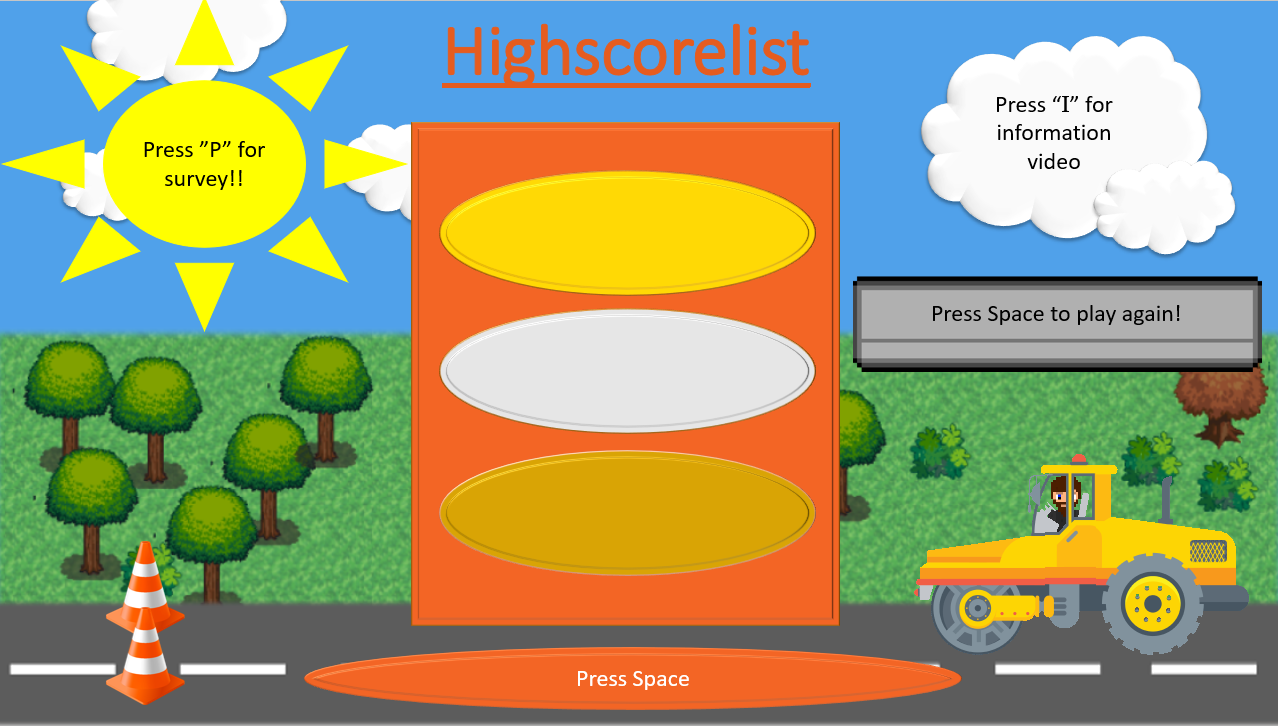 Highscorelist
Press ”P” for
survey!!
Press “I” for
information
video
Press Space to play again!
Press Space